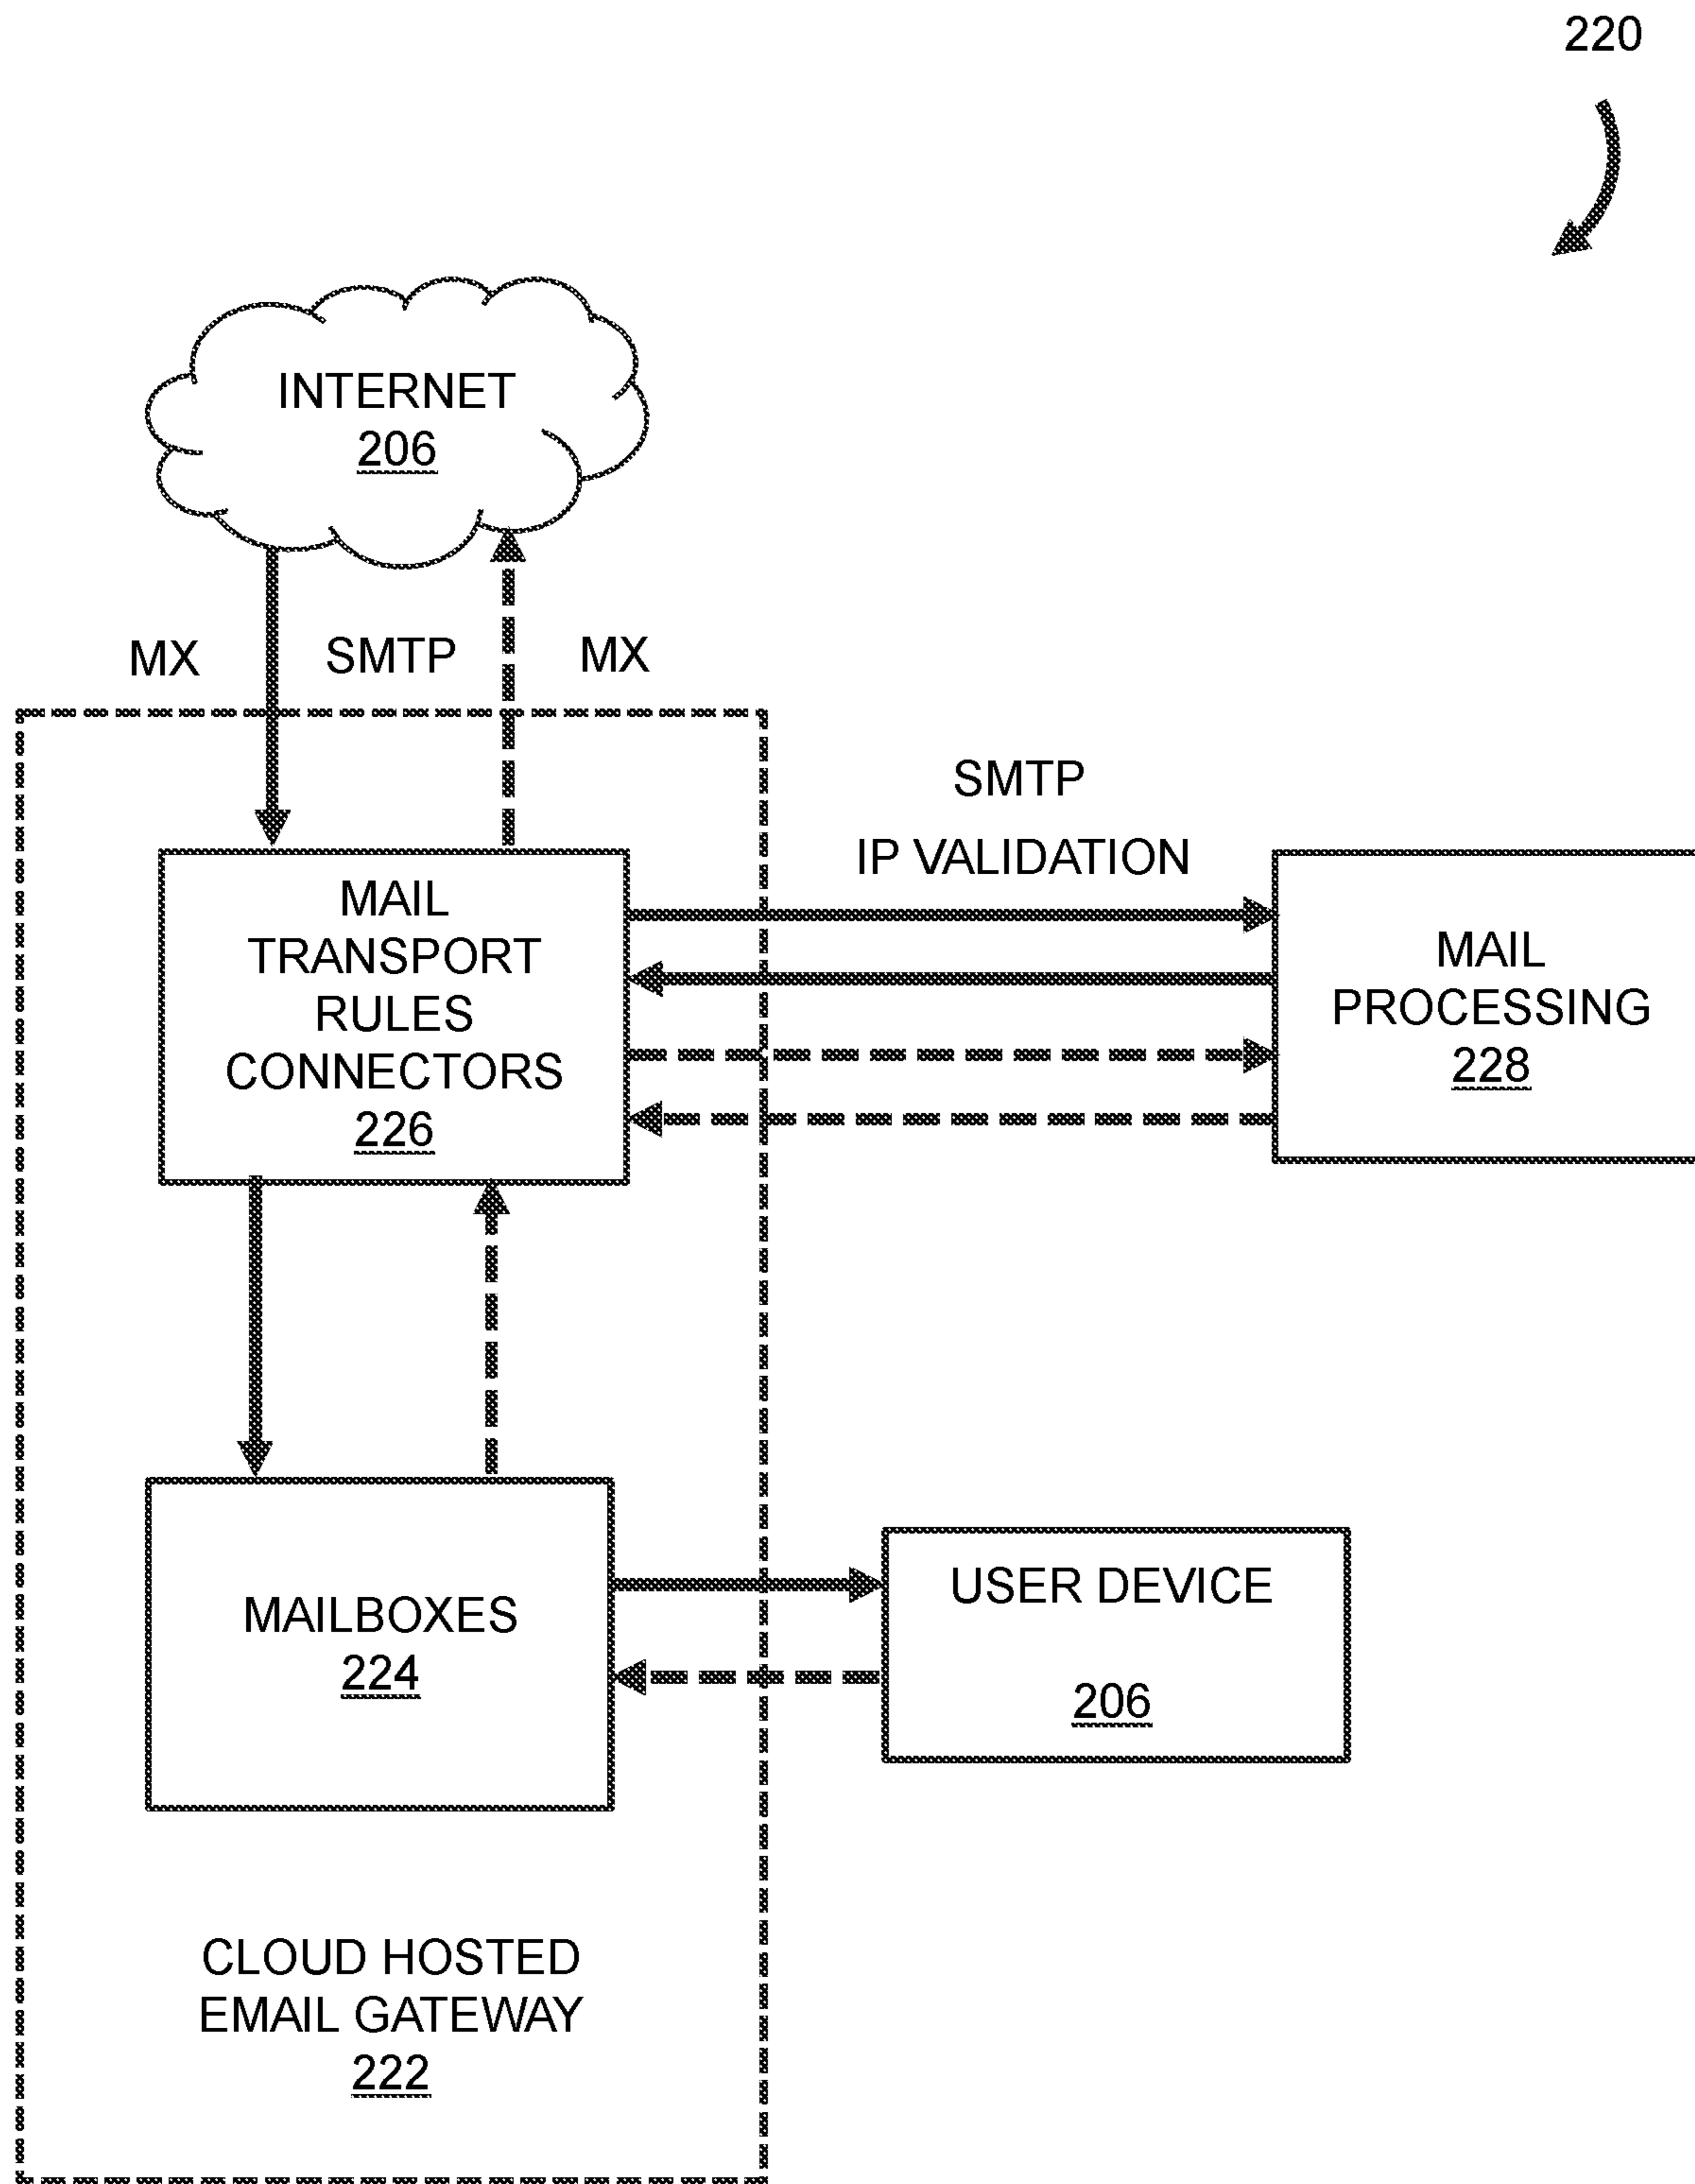 220
INTERNET
206
MX
SMTP
MX
SMTP
IP VALIDATION
MAIL
TRANSPORT
RULES
CONNECTORS
226
MAIL
PROCESSING
228
MAILBOXES
224
USER DEVICE
206
CLOUD HOSTED
EMAIL GATEWAY
222